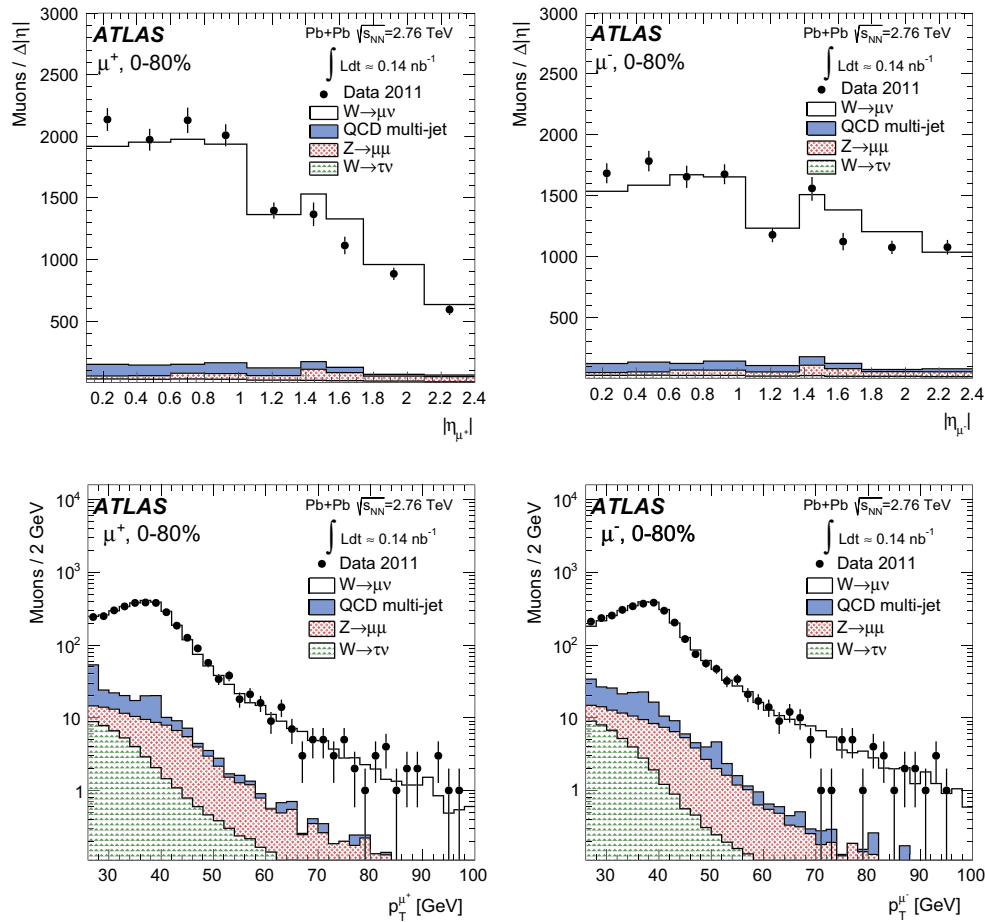 Muons / Δ|η|
3000
2500
2000
1500
1000
500
ATLAS
μ⁺, 0-80%
Pb+Pb √sNN=2.76 TeV
∫ Ldt ≈ 0.14 nb⁻¹
Data 2011
W→μν
QCD multi-jet
Z→μμ
W→τν
0.2 0.4 0.6 0.8 1 1.2 1.4 1.6 1.8 2 2.2 2.4
|ημ⁺|
Muons / Δ|η|
3000
2500
2000
1500
1000
500
ATLAS
μ⁻, 0-80%
Pb+Pb √sNN=2.76 TeV
∫ Ldt ≈ 0.14 nb⁻¹
Data 2011
W→μν
QCD multi-jet
Z→μμ
W→τν
0.2 0.4 0.6 0.8 1 1.2 1.4 1.6 1.8 2 2.2 2.4
|ημ⁻|
Muons / 2 GeV
10⁴
10³
10²
10
1
ATLAS
μ⁺, 0-80%
Pb+Pb √sNN=2.76 TeV
∫ Ldt ≈ 0.14 nb⁻¹
Data 2011
W→μν
QCD multi-jet
Z→μμ
W→τν
30 40 50 60 70 80 90 100
pTμ⁺ [GeV]
Muons / 2 GeV
10⁴
10³
10²
10
1
ATLAS
μ⁻, 0-80%
Pb+Pb √sNN=2.76 TeV
∫ Ldt ≈ 0.14 nb⁻¹
Data 2011
W→μν
QCD multi-jet
Z→μμ
W→τν
30 40 50 60 70 80 90 100
pTμ⁻ [GeV]